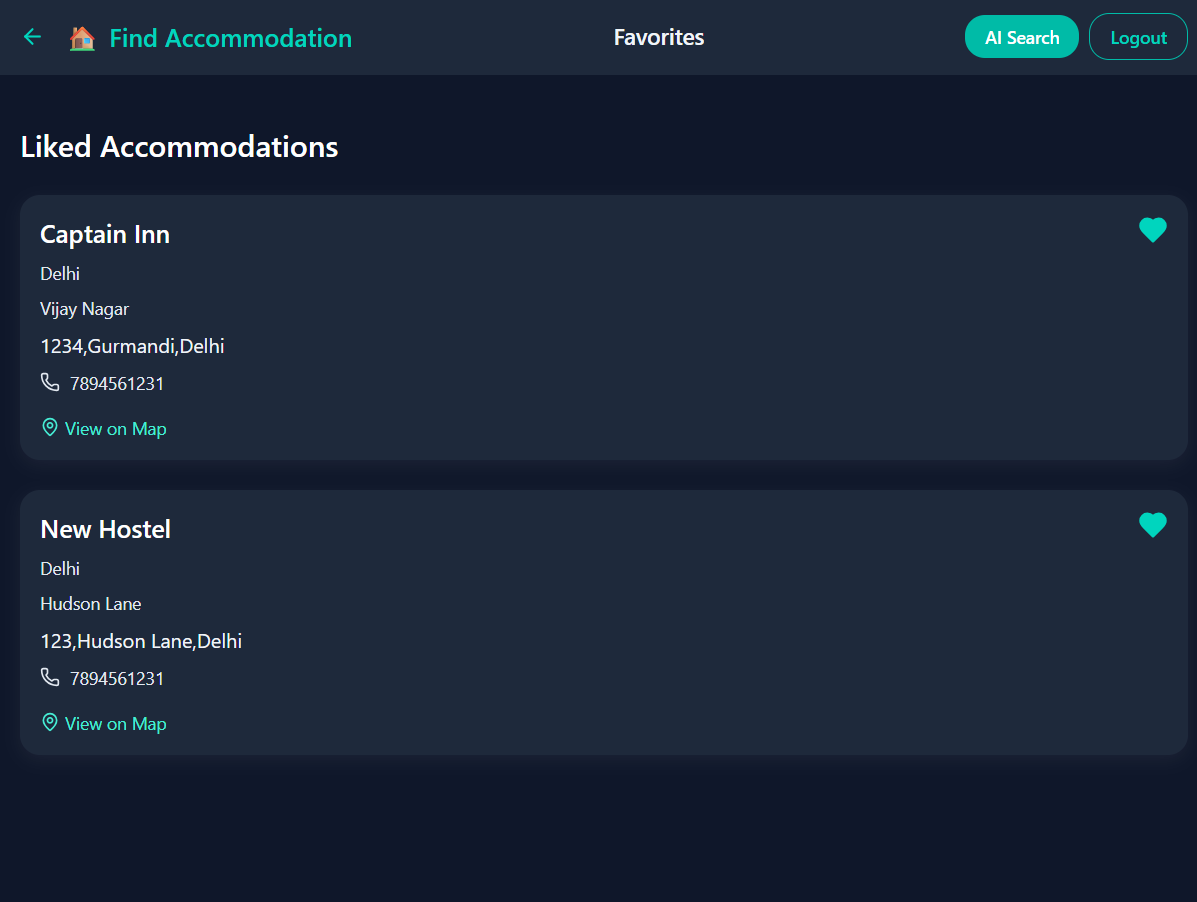 Find Accommodation
Favorites
AI Search
Logout
Liked Accommodations
Captain Inn
Delhi
Vijay Nagar
1234,Gurmandi,Delhi
7894561231
View on Map
New Hostel
Delhi
Hudson Lane
123,Hudson Lane,Delhi
7894561231
View on Map